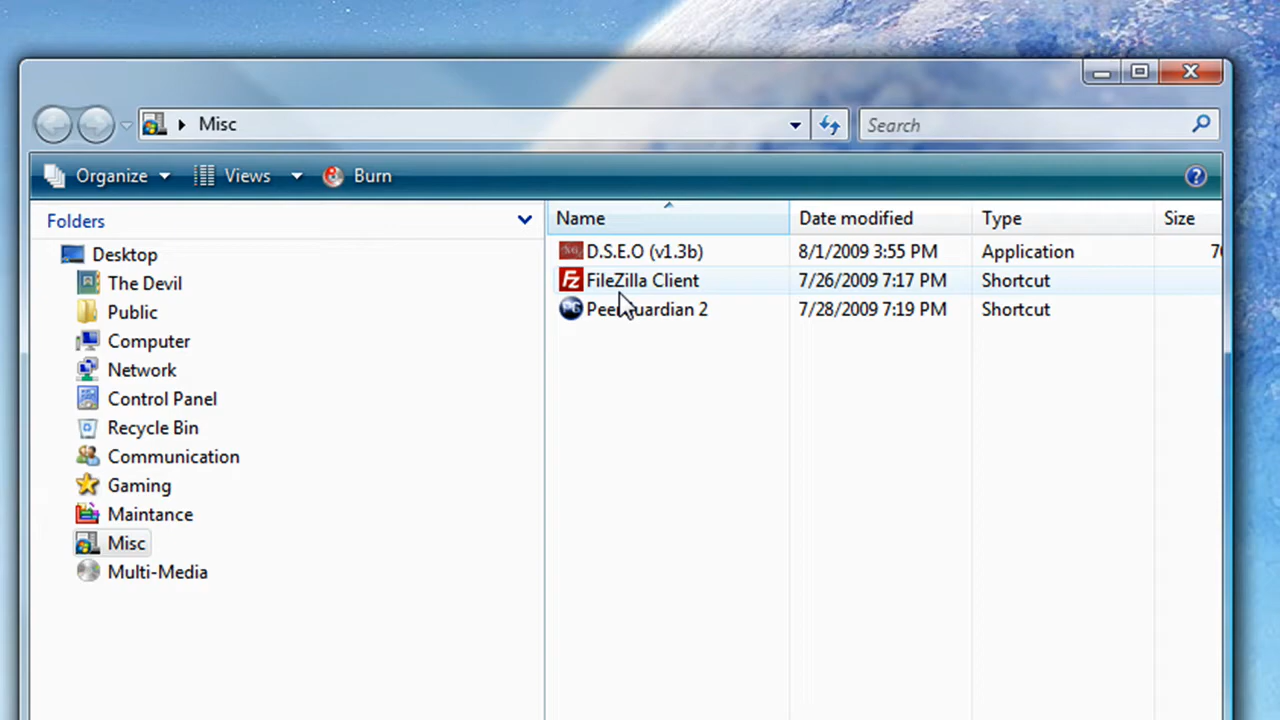 Misc
Search
Organize Views Burn
Folders
Name Date modified Type Size
Desktop
The Devil
Public
Computer
Network
Control Panel
Recycle Bin
Communication
Gaming
Maintance
Misc
Multi-Media
D.S.E.O (v1.3b) 8/1/2009 3:55 PM Application
FileZilla Client 7/26/2009 7:17 PM Shortcut
PeerGuardian 2 7/28/2009 7:19 PM Shortcut